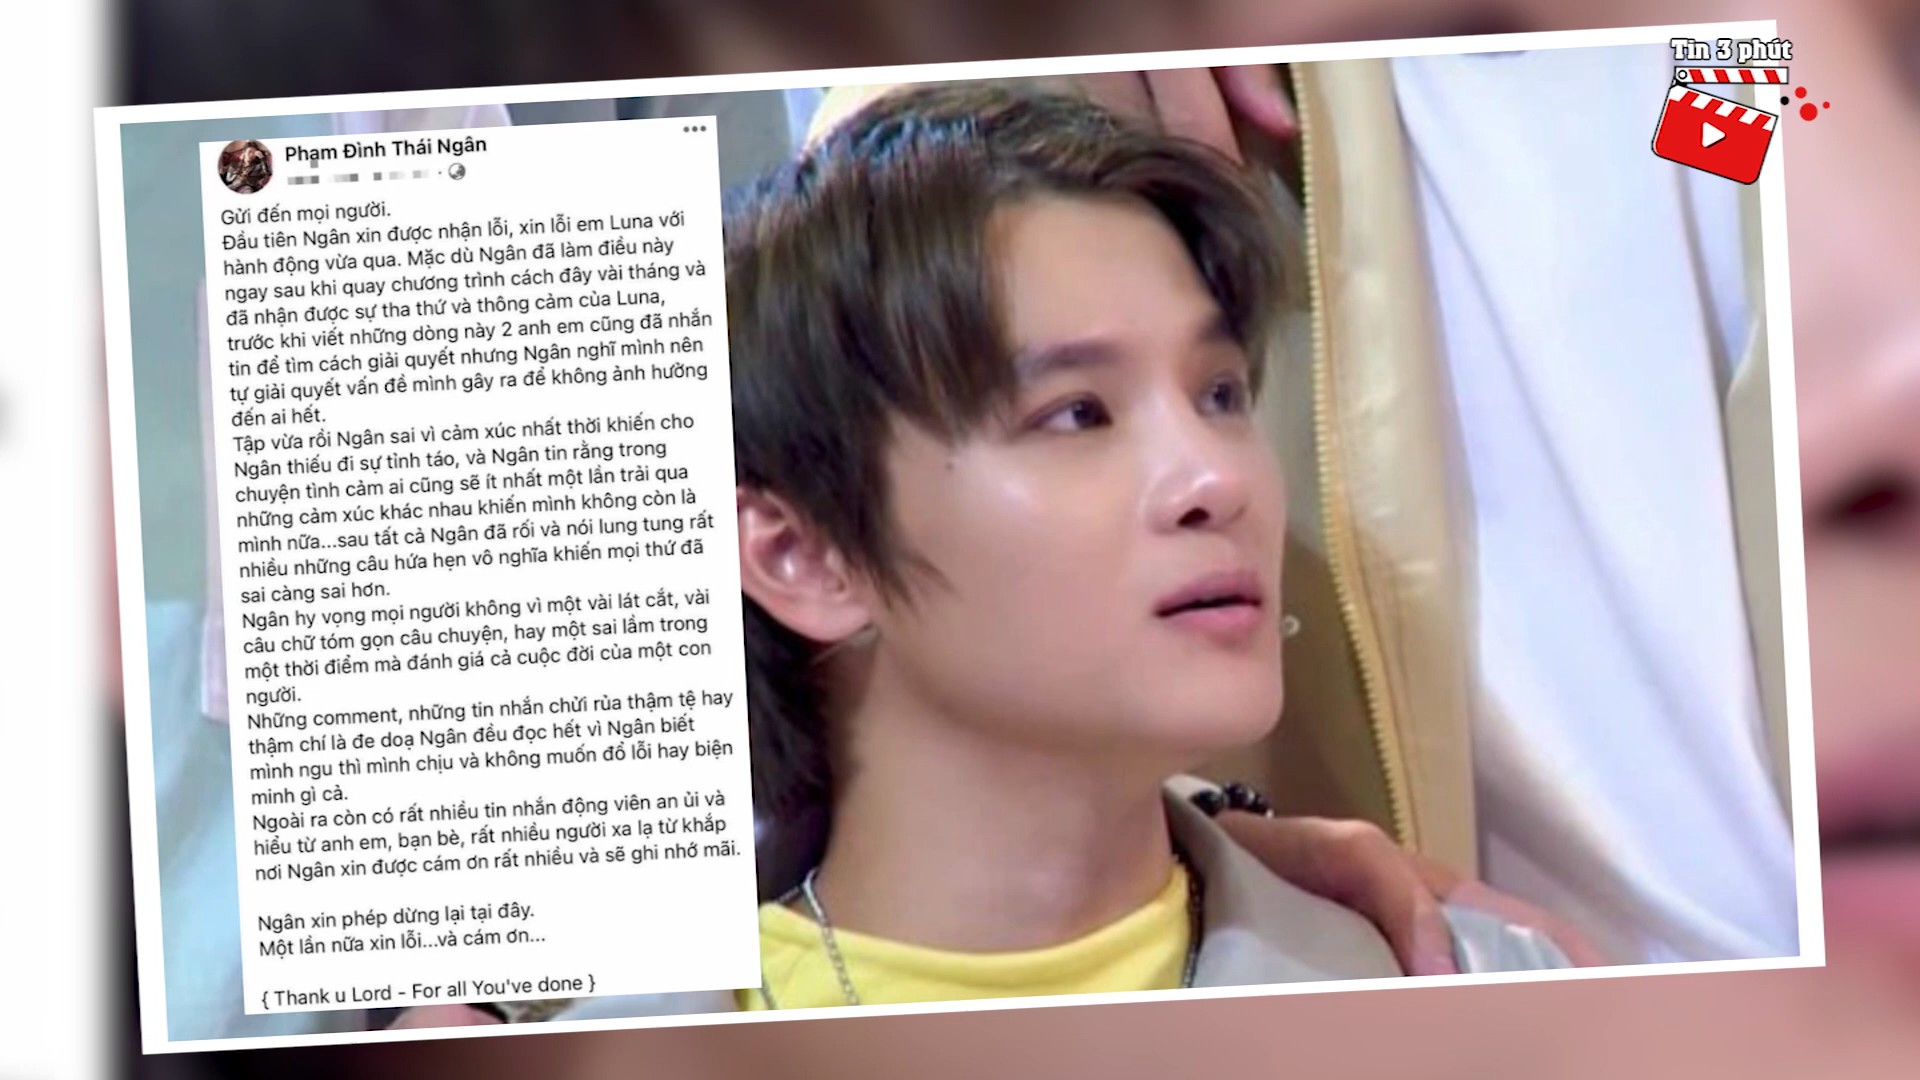 Tin 3 phút
Phạm Đình Thái Ngân
Gửi đến mọi người.
Đầu tiên Ngân xin được nhận lỗi, xin lỗi em Luna với
hành động vừa qua. Mặc dù Ngân đã làm điều này
ngay sau khi quay chương trình cách đây vài tháng và
đã nhận được sự tha thứ và thông cảm của Luna,
trước khi viết những dòng này 2 anh em cũng đã nhắn
tin để tìm cách giải quyết nhưng Ngân nghĩ mình nên
tự giải quyết vấn đề mình gây ra để không ảnh hưởng
đến ai hết.
Tập vừa rồi Ngân sai vì cảm xúc nhất thời khiến cho
Ngân thiếu đi sự tỉnh táo, và Ngân tin rằng trong
chuyện tình cảm ai cũng sẽ ít nhất một lần trải qua
những cảm xúc khác nhau khiến mình không còn là
mình nữa...sau tất cả Ngân đã rối và nói lung tung rất
nhiều những câu hứa hẹn vô nghĩa khiến mọi thứ đã
sai càng sai hơn.
Ngân hy vọng mọi người không vì một vài lát cắt, vài
câu chữ tóm gọn câu chuyện, hay một sai lầm trong
một thời điểm mà đánh giá cả cuộc đời của một con
người.
Những comment, những tin nhắn chửi rủa thậm tệ hay
thậm chí là đe doạ Ngân đều đọc hết vì Ngân biết
mình ngu thì mình chịu và không muốn đổ lỗi hay biện
minh gì cả.
Ngoài ra còn có rất nhiều tin nhắn động viên an ủi và
hiểu từ anh em, bạn bè, rất nhiều người xa lạ từ khắp
nơi Ngân xin được cám ơn rất nhiều và sẽ ghi nhớ mãi.
Ngân xin phép dừng lại tại đây.
Một lần nữa xin lỗi...và cám ơn...
{ Thank u Lord - For all You've done }